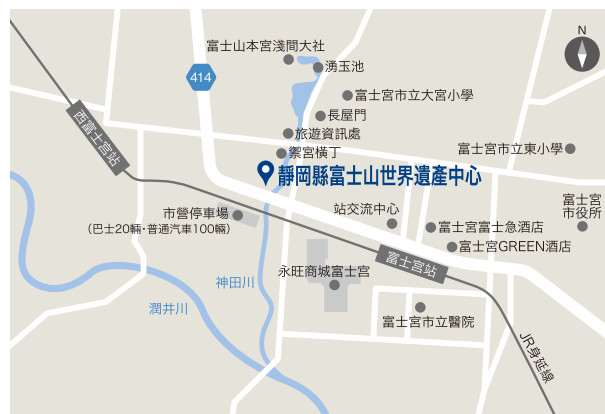 N
富士山本宮淺間大社
湧玉池
414
富士宮市立大宮小學
長屋門
旅遊資訊處
禦宮横丁
西富士宮站
富士宮市立東小學
靜岡縣富士山世界遺產中心
富士宮
市役所
市營停車場
（巴士20輛・普通汽車100輛）
站交流中心
富士宮富士急酒店
富士宮GREEN酒店
富士宮站
永旺商城富士宮
神田川
潤井川
富士宮市立醫院
JR身延線